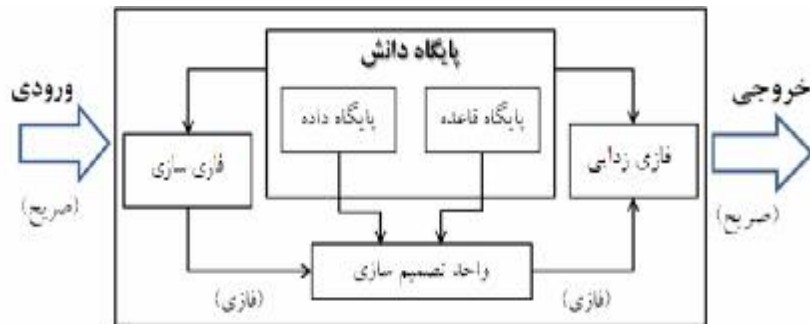 پایگاه دانش
ورودی
خروجی
پایگاه داده
پایگاه قاعده
فازی سازی
فازی زدایی
(صریح)
(صریح)
واحد تصمیم سازی
(فازی)
(فازی)